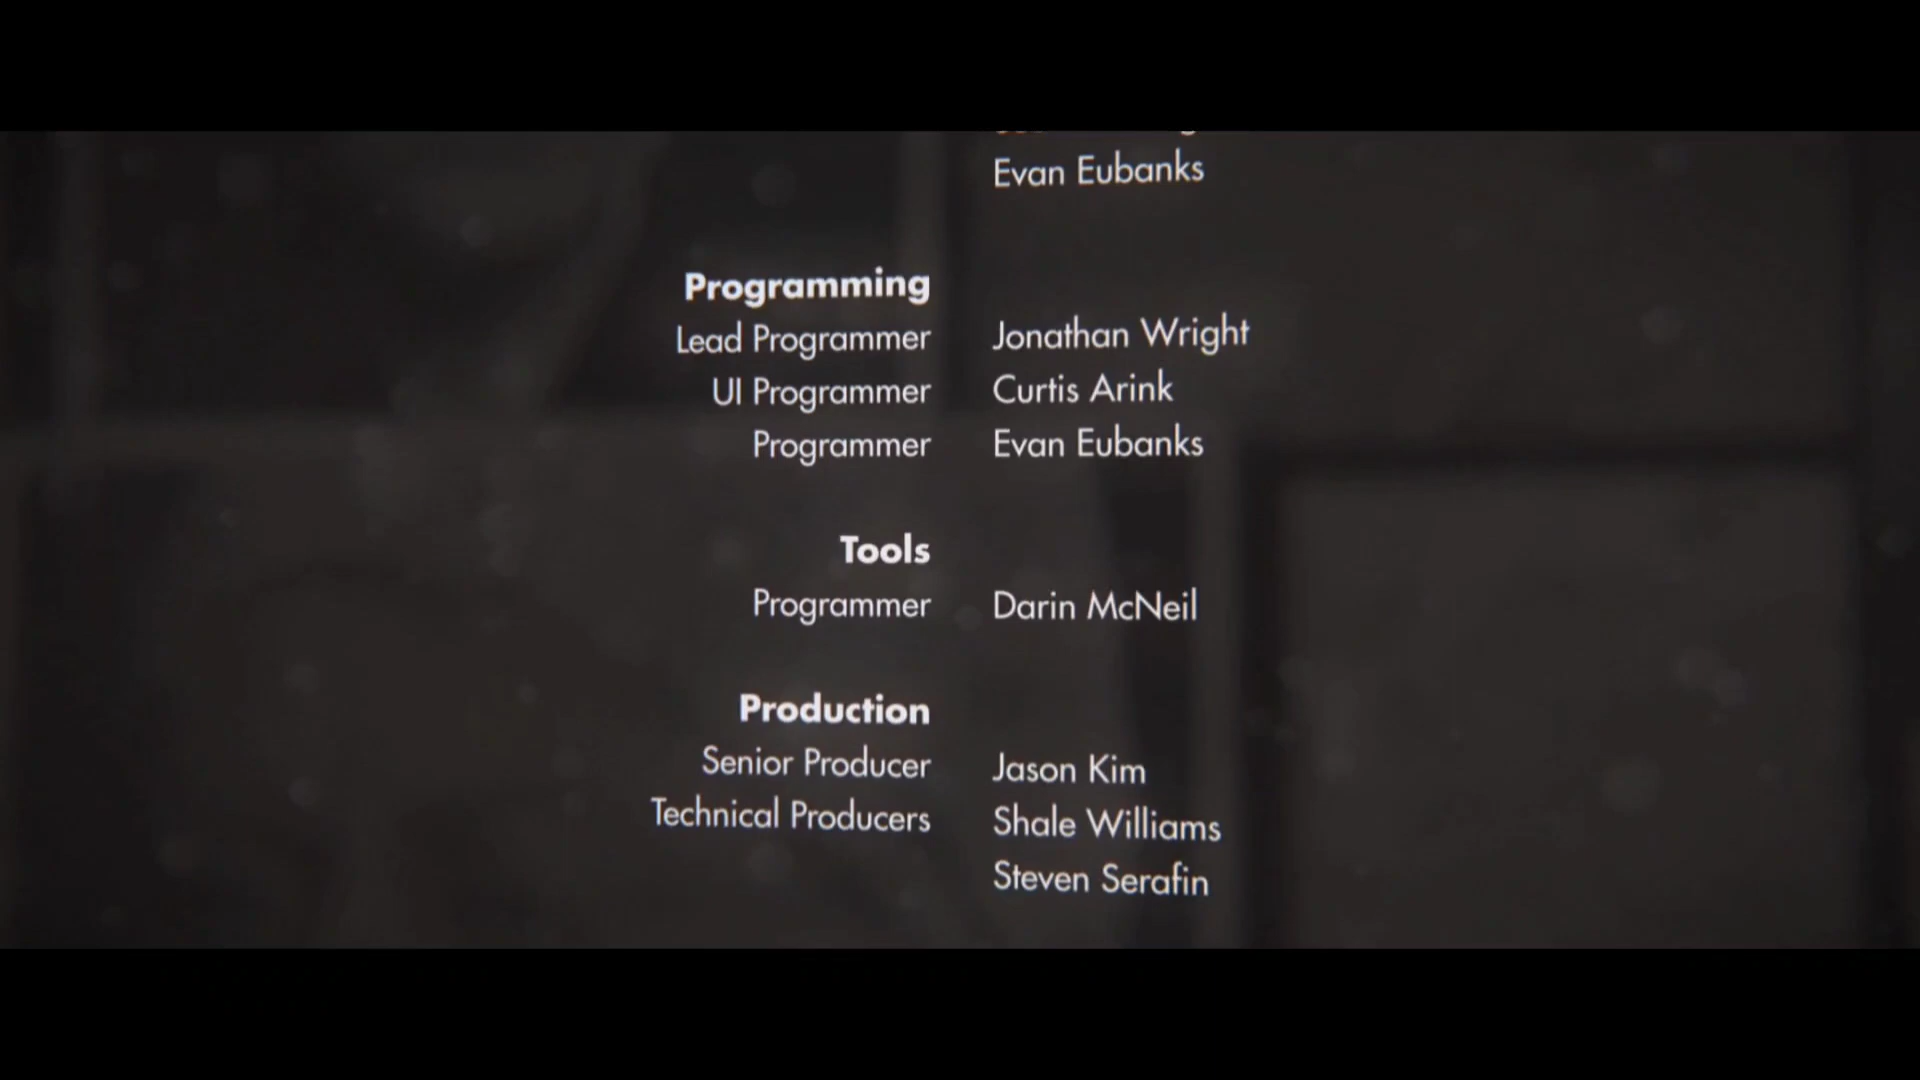 Evan Eubanks
Programming
Lead Programmer Jonathan Wright
UI Programmer Curtis Arink
Programmer Evan Eubanks
Tools
Programmer Darin McNeil
Production
Senior Producer Jason Kim
Technical Producers Shale Williams
Steven Serafin